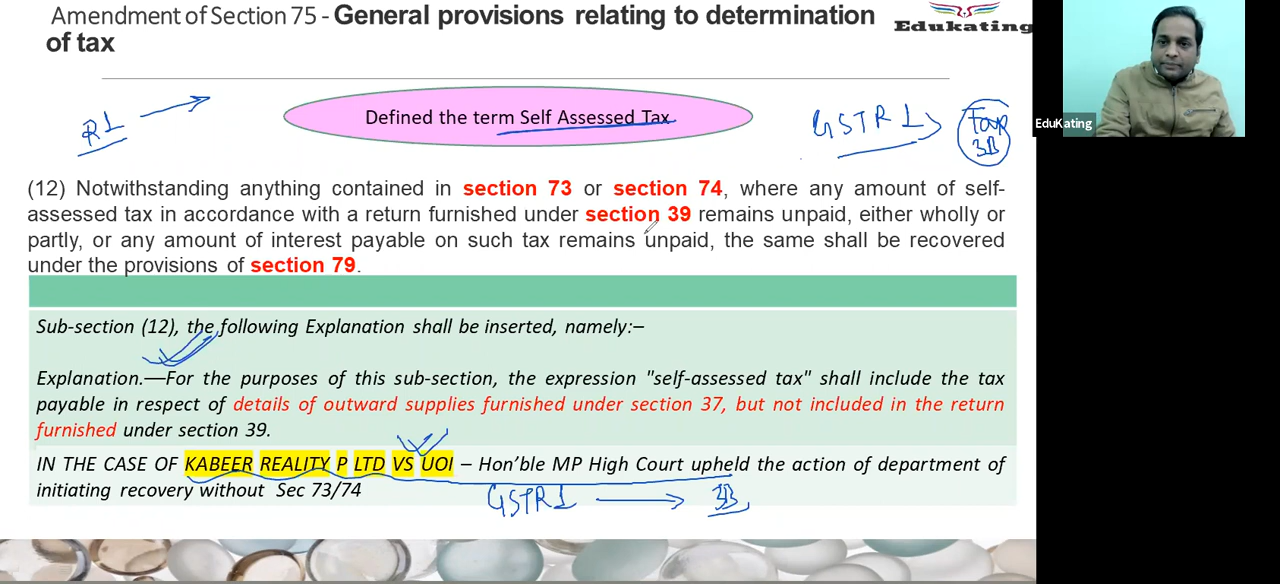 Amendment of Section 75 - General provisions relating to determination
of tax
Edukating
EduKating
R1
Defined the term Self Assessed Tax
GSTR 1
Tax
3B
(12) Notwithstanding anything contained in section 73 or section 74, where any amount of self-
assessed tax in accordance with a return furnished under section 39 remains unpaid, either wholly or
partly, or any amount of interest payable on such tax remains unpaid, the same shall be recovered
under the provisions of section 79.
Sub-section (12), the following Explanation shall be inserted, namely:–
Explanation.––For the purposes of this sub-section, the expression "self-assessed tax" shall include the tax
payable in respect of details of outward supplies furnished under section 37, but not included in the return
furnished under section 39.
IN THE CASE OF KABEER REALITY P LTD VS UOI – Hon'ble MP High Court upheld the action of department of
initiating recovery without Sec 73/74
GSTR1 3B